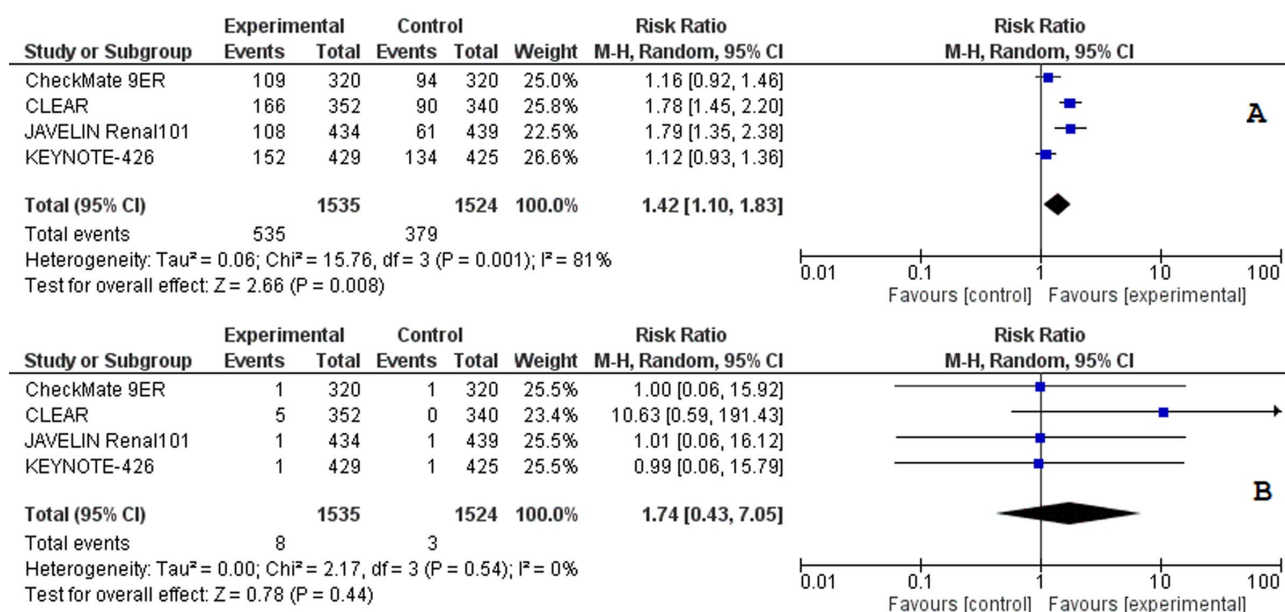 Experimental Control Risk Ratio Risk Ratio
Study or Subgroup Events Total Events Total Weight M-H, Random, 95% CI M-H, Random, 95% CI
CheckMate 9ER 109 320 94 320 25.0% 1.16 [0.92, 1.46]
CLEAR 166 352 90 340 25.8% 1.78 [1.45, 2.20]
A
JAVELIN Renal101 108 434 61 439 22.5% 1.79 [1.35, 2.38]
KEYNOTE-426 152 429 134 425 26.6% 1.12 [0.93, 1.36]
Total (95% CI) 1535 1524 100.0% 1.42 [1.10, 1.83]
Total events 535 379
Heterogeneity: Tau² = 0.06; Chi² = 15.76, df = 3 (P = 0.001); I² = 81%
Test for overall effect: Z = 2.66 (P = 0.008)
0.01 0.1 1 10 100
Favours [control] Favours [experimental]
Experimental Control Risk Ratio Risk Ratio
Study or Subgroup Events Total Events Total Weight M-H, Random, 95% CI M-H, Random, 95% CI
CheckMate 9ER 1 320 1 320 25.5% 1.00 [0.06, 15.92]
CLEAR 5 352 0 340 23.4% 10.63 [0.59, 191.43]
JAVELIN Renal101 1 434 1 439 25.5% 1.01 [0.06, 16.12]
KEYNOTE-426 1 429 1 425 25.5% 0.99 [0.06, 15.79]
B
Total (95% CI) 1535 1524 100.0% 1.74 [0.43, 7.05]
Total events 8 3
Heterogeneity: Tau² = 0.00; Chi² = 2.17, df = 3 (P = 0.54); I² = 0%
Test for overall effect: Z = 0.78 (P = 0.44)
0.01 0.1 1 10 100
Favours [control] Favours [experimental]